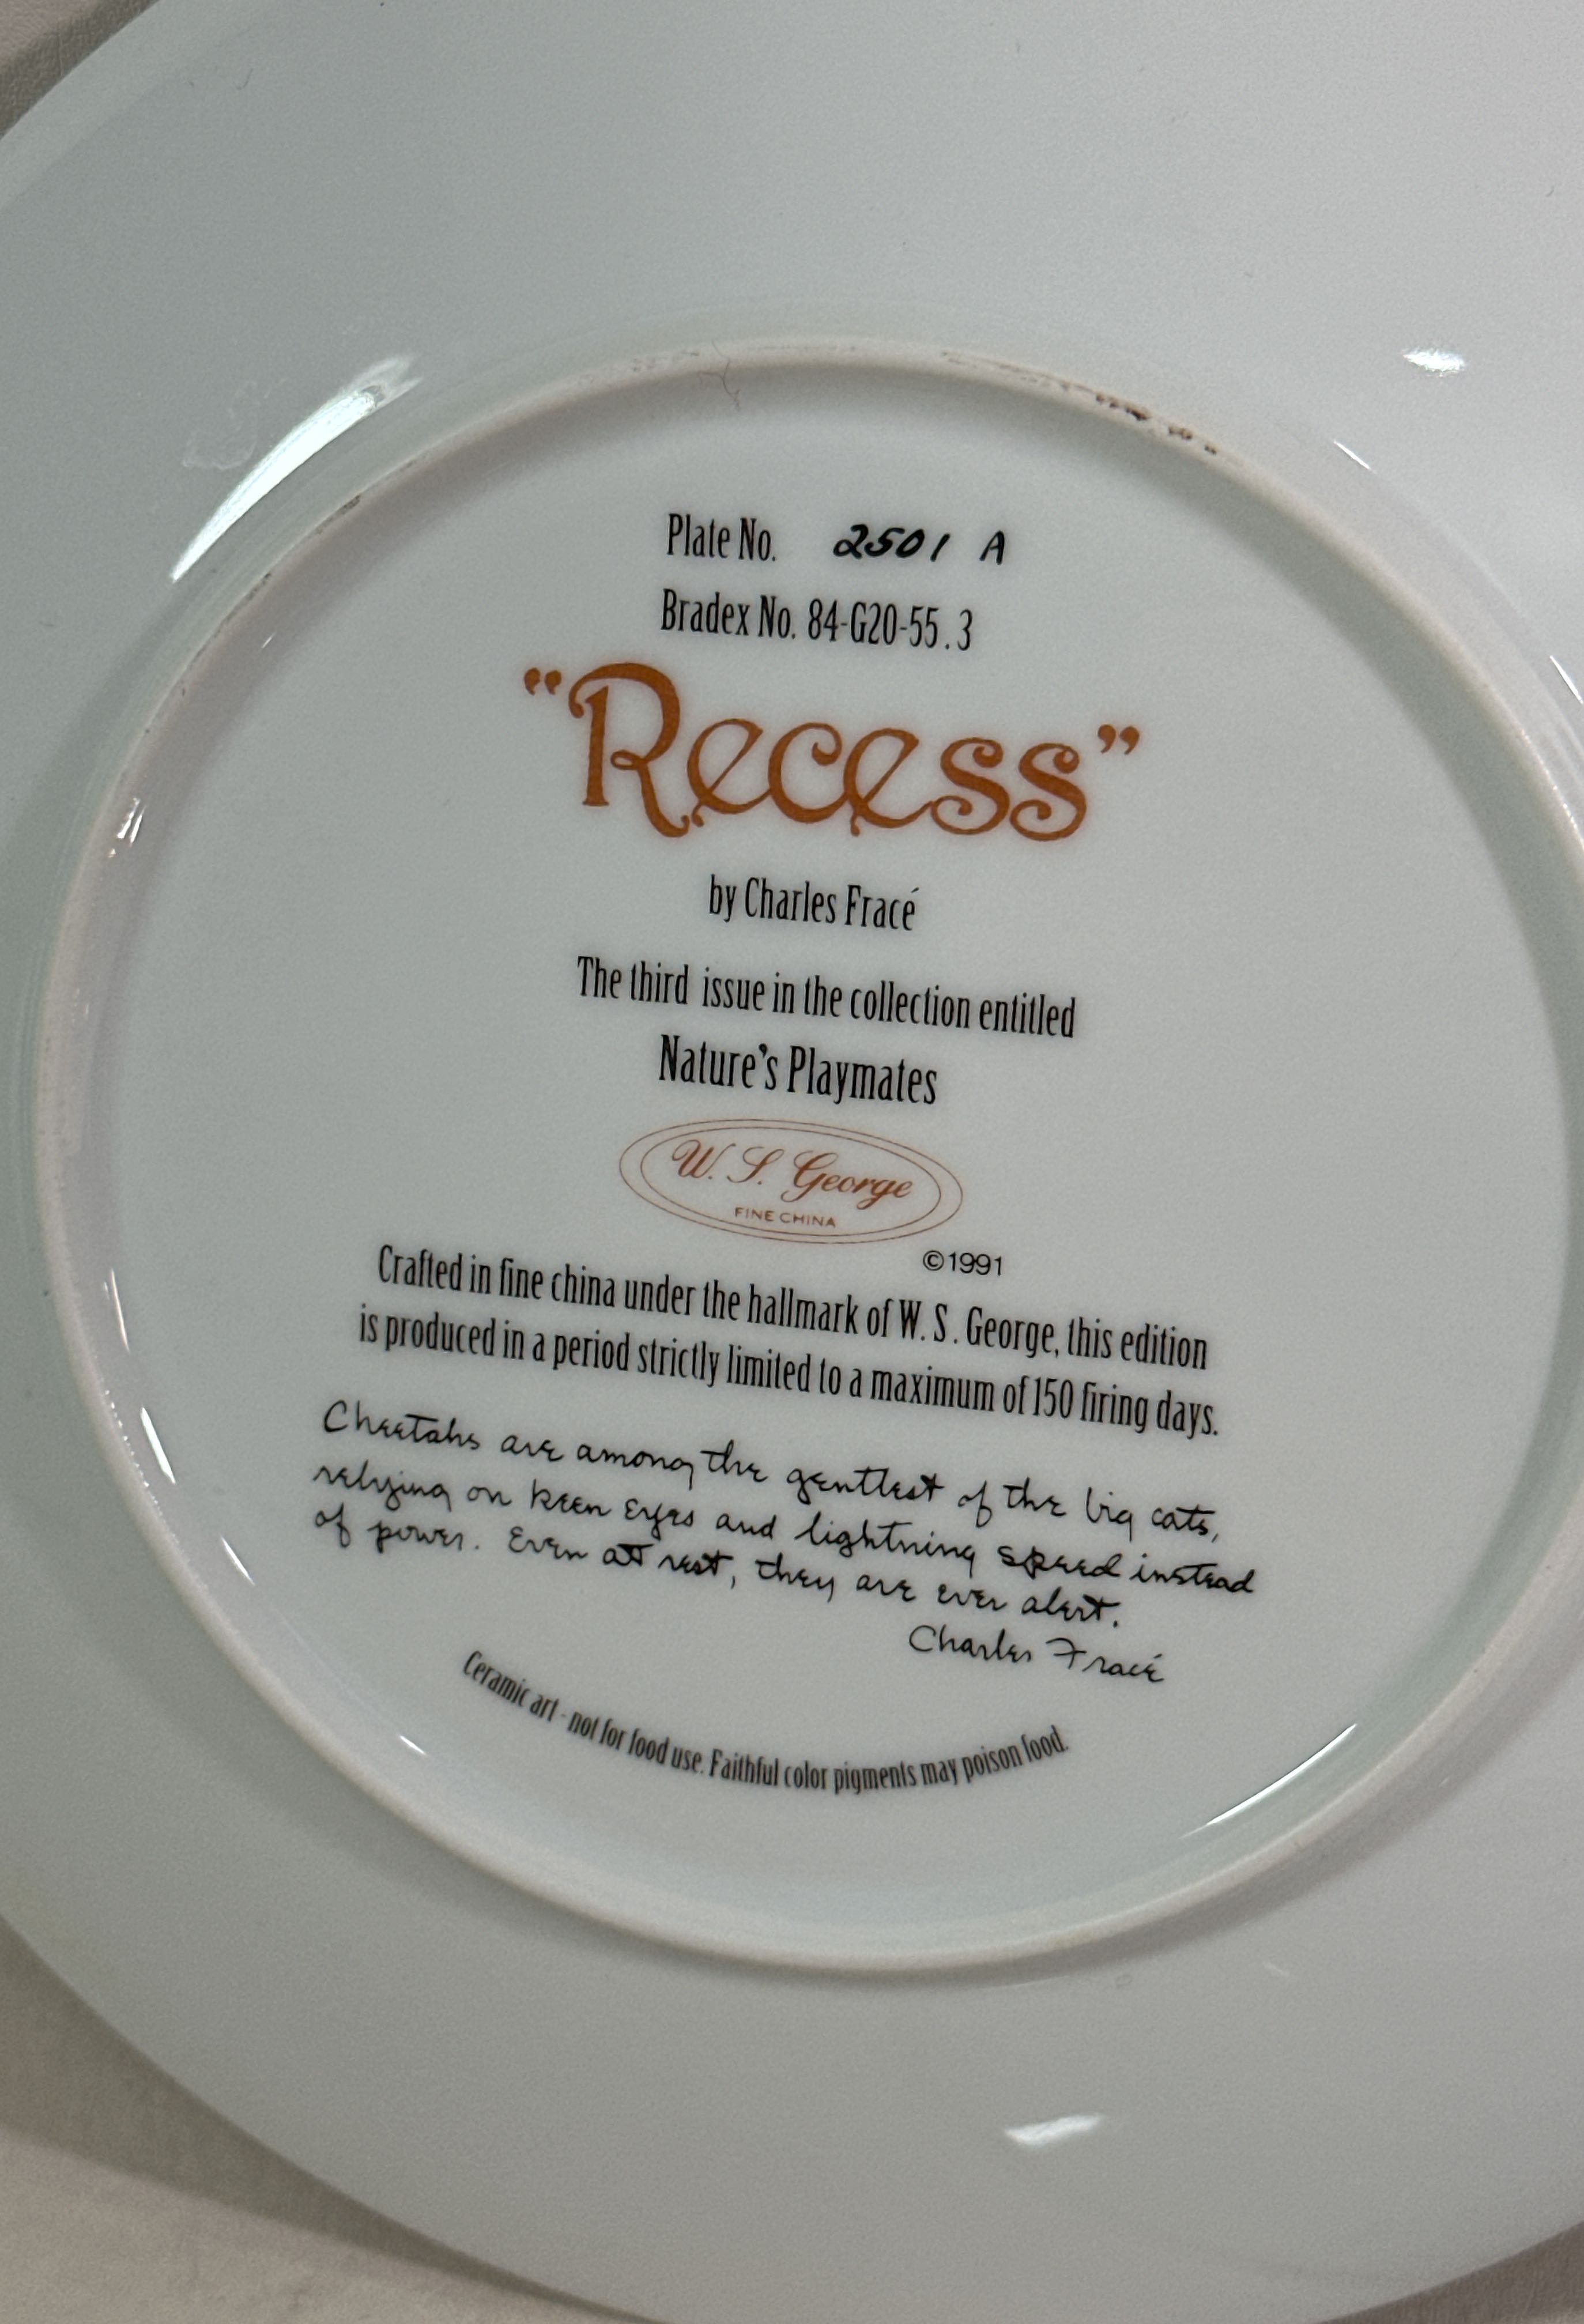 Plate No. 2501 A
Bradex No. 84-G20-55.3
“Recess”
by Charles Fracé
The third issue in the collection entitled
Nature’s Playmates
W. S. George
FINE CHINA
©1991
Crafted in fine china under the hallmark of W. S. George, this edition
is produced in a period strictly limited to a maximum of 150 firing days.
Cheetahs are among the gentlest of the big cats,
relying on keen eyes and lightning speed instead
of power. Even at rest, they are ever alert.
Charles Fracé
Ceramic art - not for food use. Faithful color pigments may poison food.